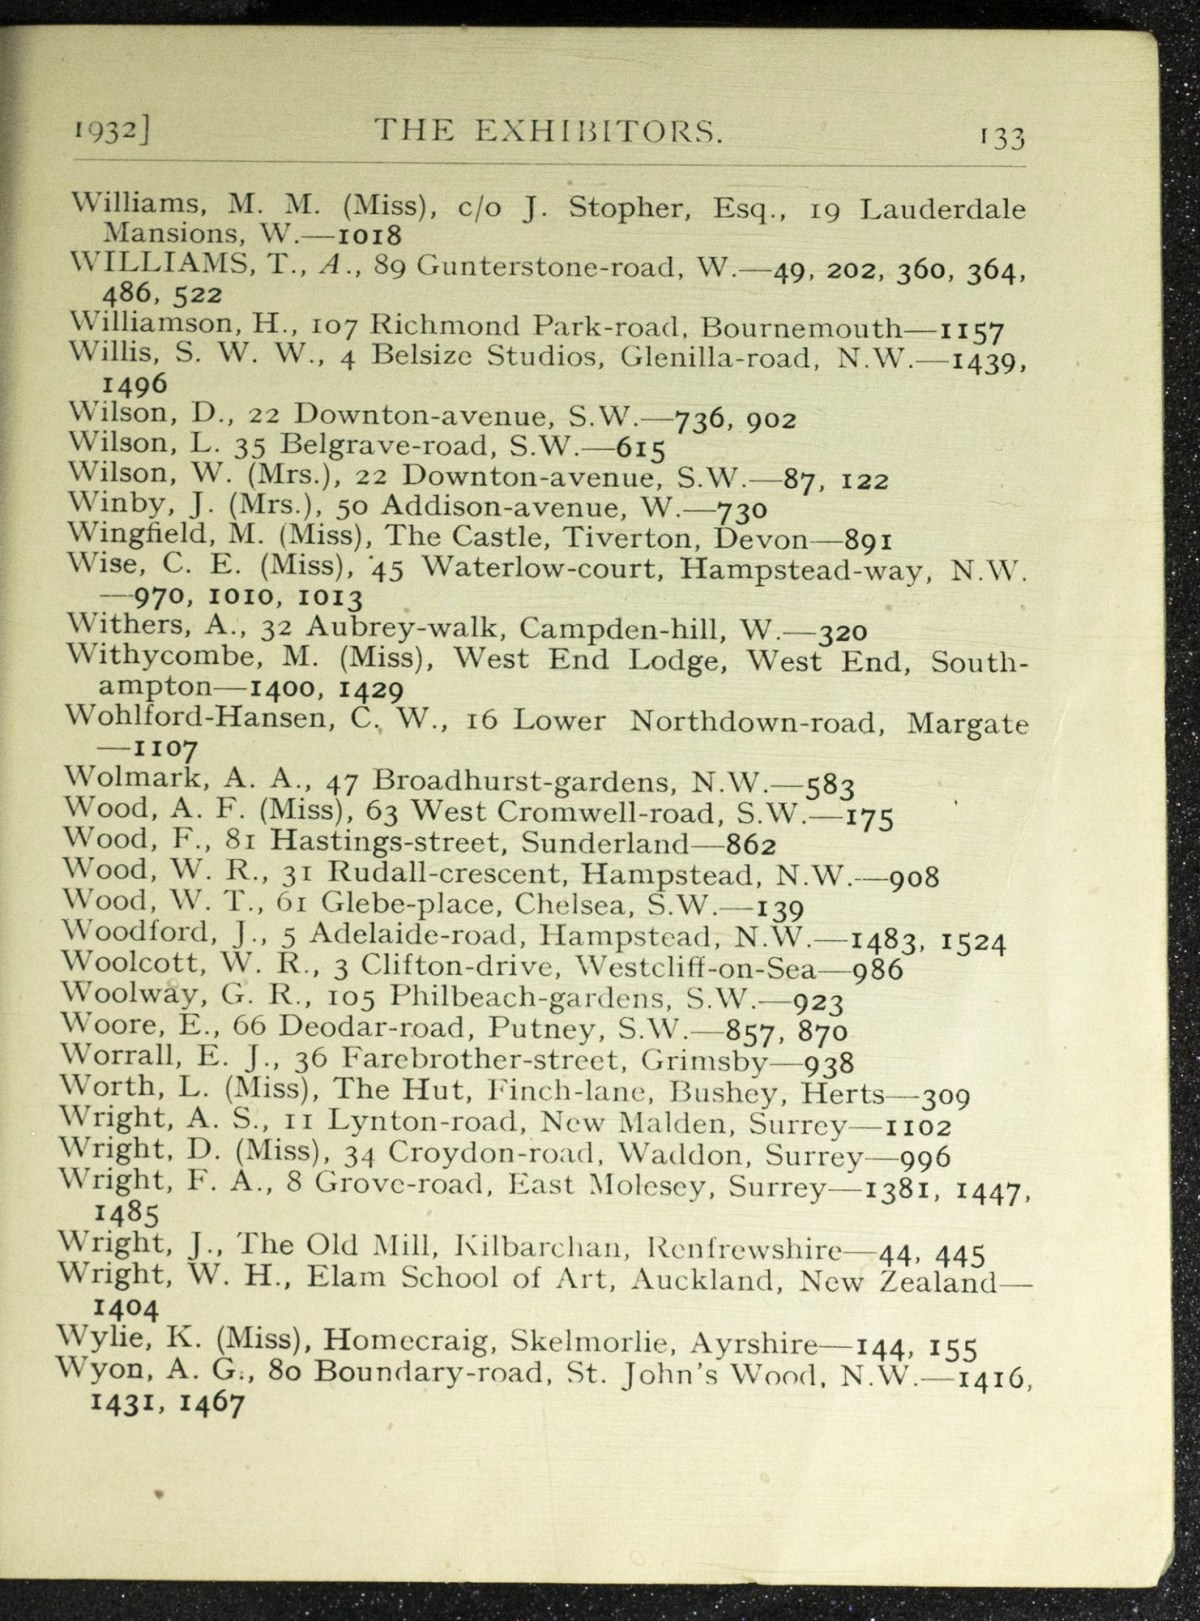 1932] THE EXHIBITORS. 133
Williams, M. M. (Miss), c/o J. Stopher, Esq., 19 Lauderdale
Mansions, W.—1018
WILLIAMS, T., A., 89 Gunterstone-road, W.—49, 202, 360, 364,
486, 522
Williamson, H., 107 Richmond Park-road, Bournemouth—1157
Willis, S. W. W., 4 Belsize Studios, Glenilla-road, N.W.—1439,
1496
Wilson, D., 22 Downton-avenue, S.W.—736, 902
Wilson, L. 35 Belgrave-road, S.W.—615
Wilson, W. (Mrs.), 22 Downton-avenue, S.W.—87, 122
Winby, J. (Mrs.), 50 Addison-avenue, W.—730
Wingfield, M. (Miss), The Castle, Tiverton, Devon—891
Wise, C. E. (Miss), 45 Waterlow-court, Hampstead-way, N.W.
—970, 1010, 1013
Withers, A., 32 Aubrey-walk, Campden-hill, W.—320
Withycombe, M. (Miss), West End Lodge, West End, South-
ampton—1400, 1429
Wohlford-Hansen, C. W., 16 Lower Northdown-road, Margate
—1107
Wolmark, A. A., 47 Broadhurst-gardens, N.W.—583
Wood, A. F. (Miss), 63 West Cromwell-road, S.W.—175
Wood, F., 81 Hastings-street, Sunderland—862
Wood, W. R., 31 Rudall-crescent, Hampstead, N.W.—908
Wood, W. T., 61 Glebe-place, Chelsea, S.W.—139
Woodford, J., 5 Adelaide-road, Hampstead, N.W.—1483, 1524
Woolcott, W. R., 3 Clifton-drive, Westcliff-on-Sea—986
Woolway, G. R., 105 Philbeach-gardens, S.W.—923
Woore, E., 66 Deodar-road, Putney, S.W.—857, 870
Worrall, E. J., 36 Farebrother-street, Grimsby—938
Worth, L. (Miss), The Hut, Finch-lane, Bushey, Herts—309
Wright, A. S., 11 Lynton-road, New Malden, Surrey—1102
Wright, D. (Miss), 34 Croydon-road, Waddon, Surrey—996
Wright, F. A., 8 Grove-road, East Molesey, Surrey—1381, 1447,
1485
Wright, J., The Old Mill, Kilbarchan, Renfrewshire—44, 445
Wright, W. H., Elam School of Art, Auckland, New Zealand—
1404
Wylie, K. (Miss), Homecraig, Skelmorlie, Ayrshire—144, 155
Wyon, A. G., 80 Boundary-road, St. John's Wood, N.W.—1416,
1431, 1467